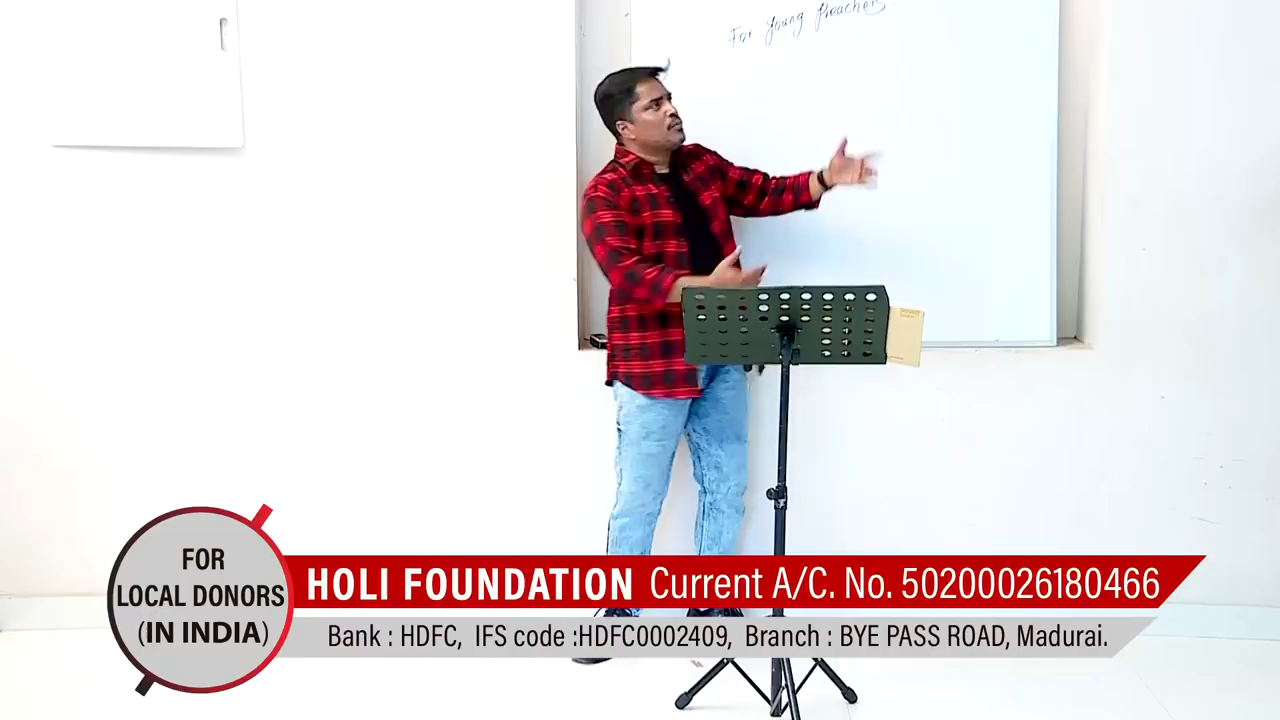 For Young Preachers
FOR
LOCAL DONORS
(IN INDIA)
HOLI FOUNDATION Current A/C. No. 50200026180466
Bank : HDFC, IFS code :HDFC0002409, Branch : BYE PASS ROAD, Madurai.